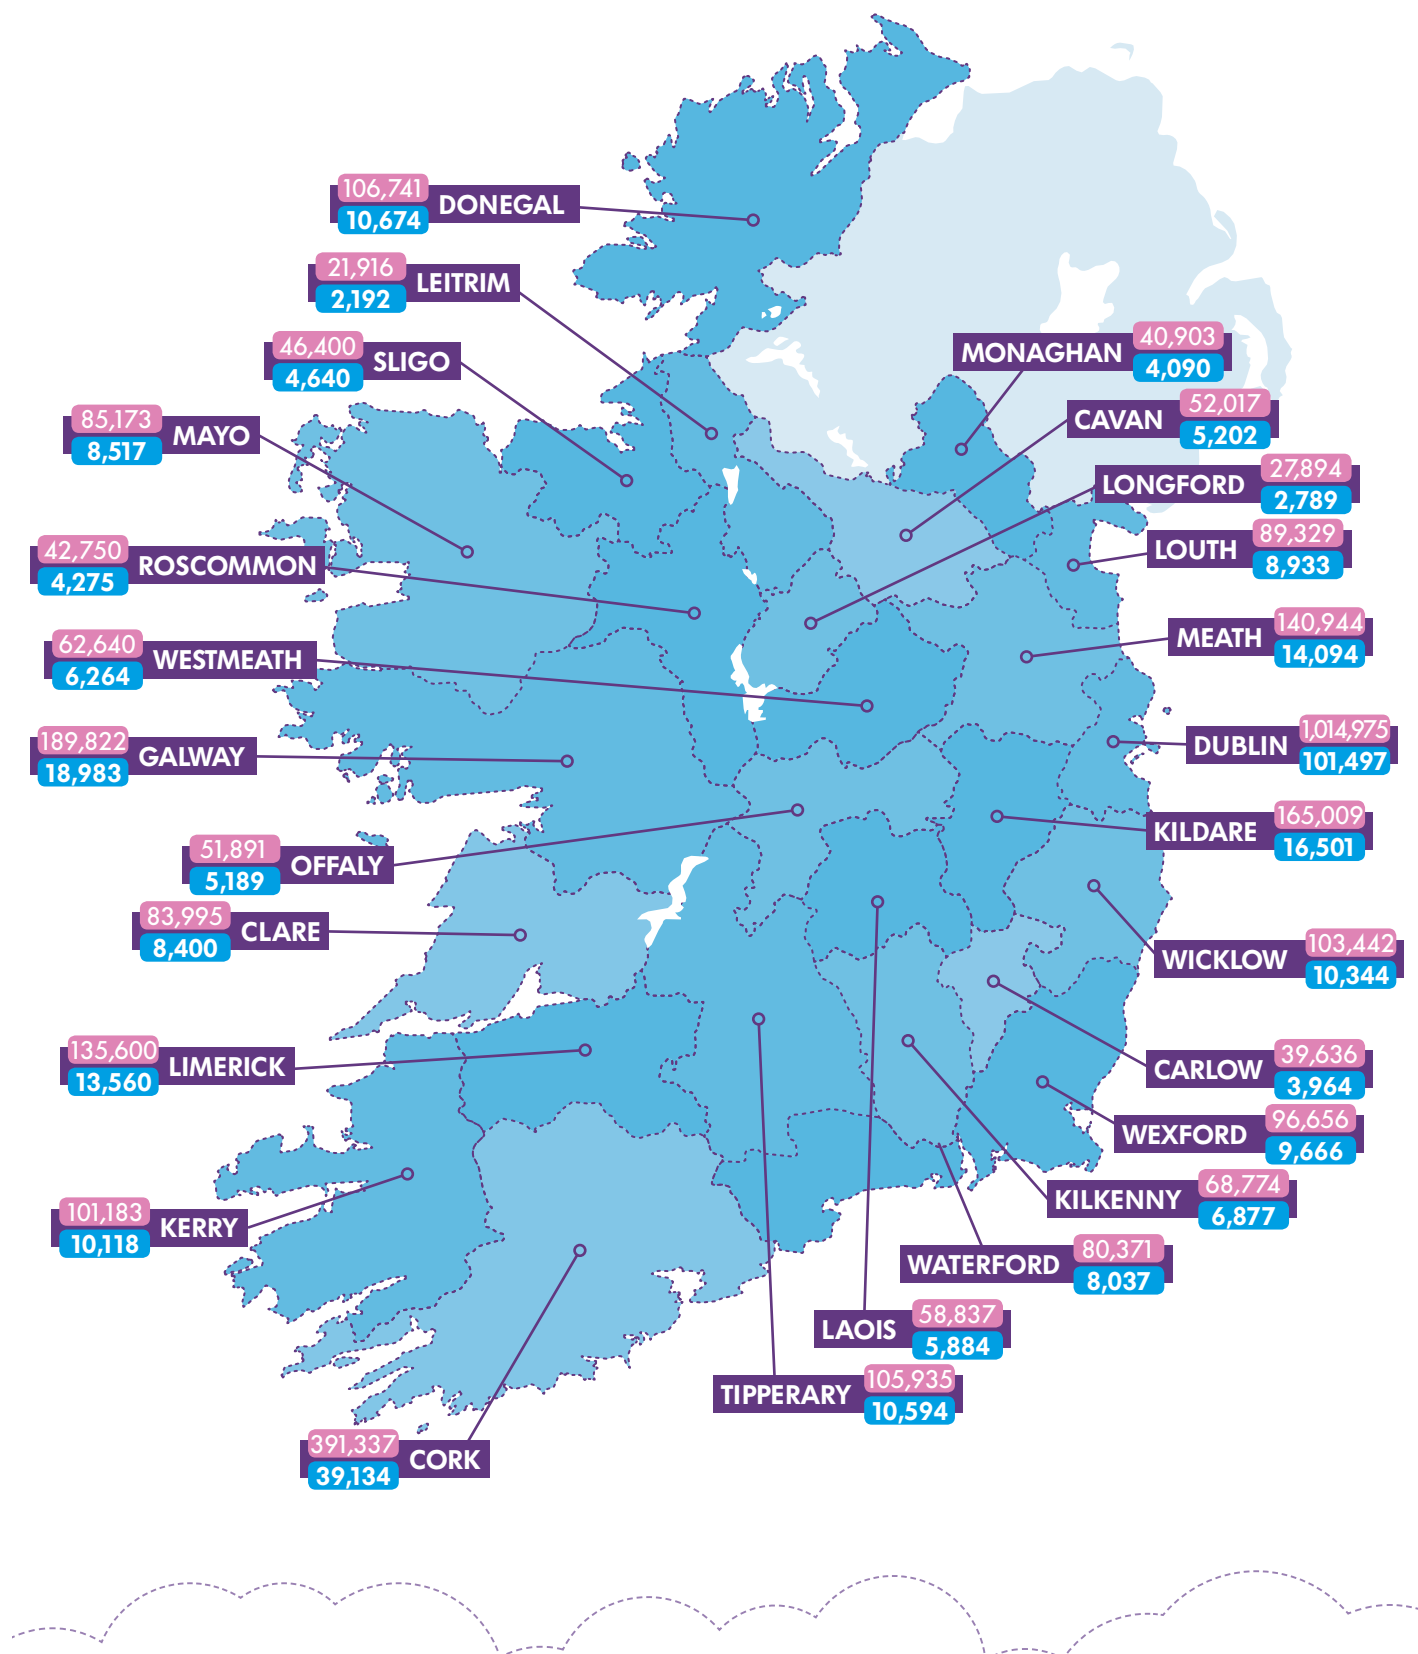 106,741
10,674
DONEGAL
21,916
2,192
LEITRIM
46,400
4,640
SLIGO
85,173
8,517
MAYO
42,750
4,275
ROSCOMMON
62,640
6,264
WESTMEATH
189,822
18,983
GALWAY
51,891
5,189
OFFALY
83,995
8,400
CLARE
135,600
13,560
LIMERICK
101,183
10,118
KERRY
391,337
39,134
CORK
MONAGHAN
40,903
4,090
CAVAN
52,017
5,202
LONGFORD
27,894
2,789
LOUTH
89,329
8,933
MEATH
140,944
14,094
DUBLIN
1,014,975
101,497
KILDARE
165,009
16,501
WICKLOW
103,442
10,344
CARLOW
39,636
3,964
WEXFORD
96,656
9,666
KILKENNY
68,774
6,877
WATERFORD
80,371
8,037
LAOIS
58,837
5,884
TIPPERARY
105,935
10,594